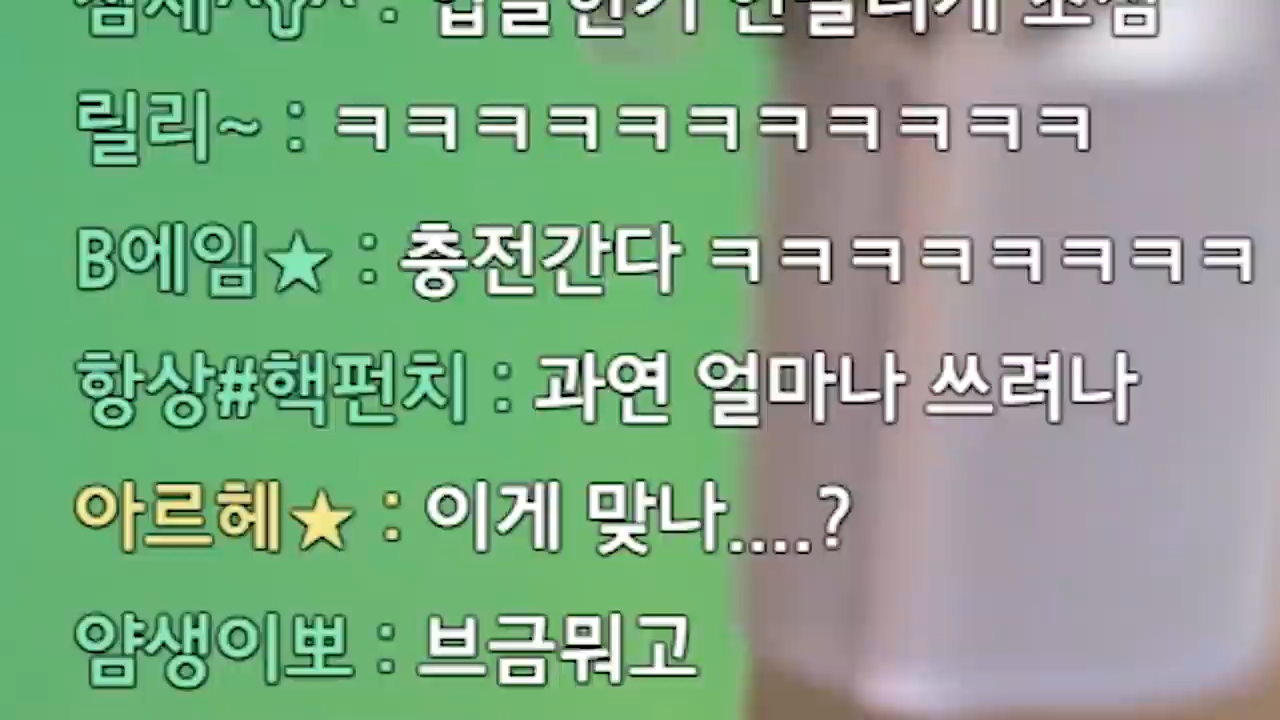 릴리~ : ㅋㅋㅋㅋㅋㅋㅋㅋㅋㅋㅋ
B에임★ : 충전간다 ㅋㅋㅋㅋㅋㅋㅋㅋ
항상#핵펀치 : 과연 얼마나 쓰려나
아르헤★ : 이게 맞나....?
얌생이뽀 : 브금뭐고